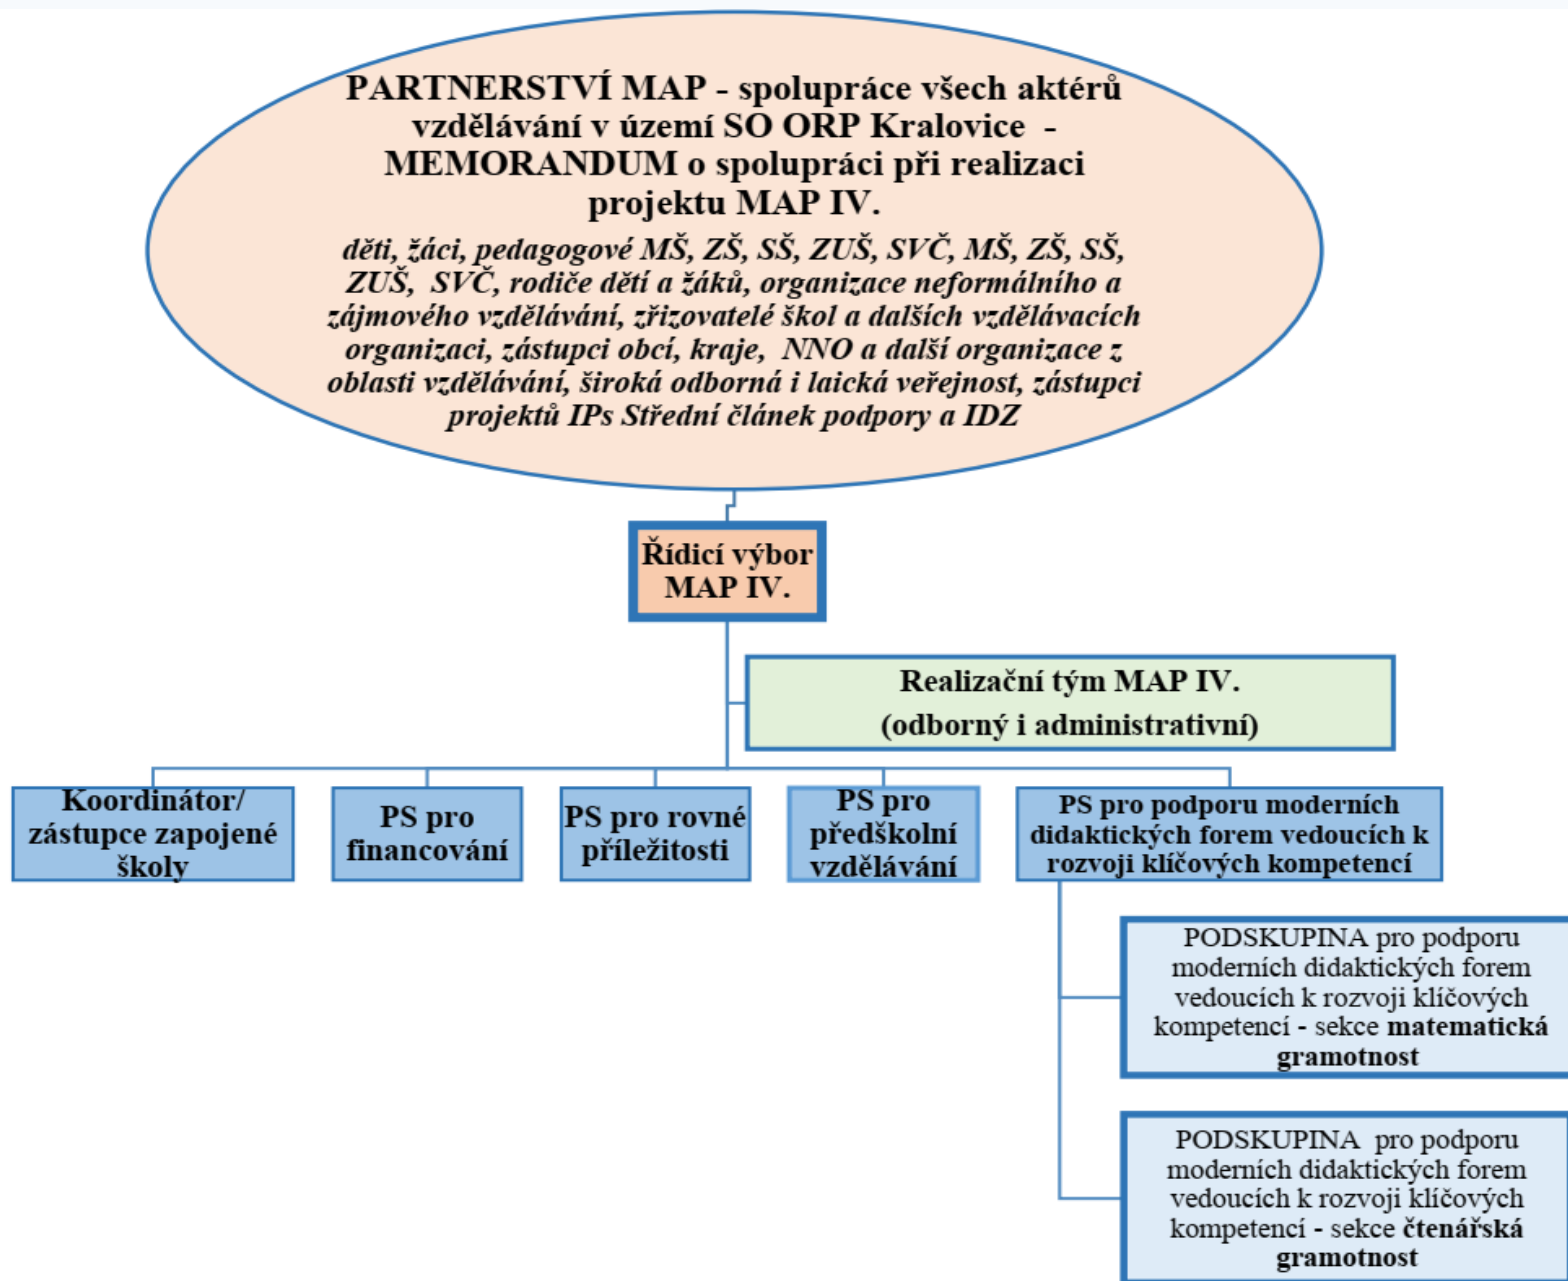 PARTNERSTVÍ MAP - spolupráce všech aktérů
vzdělávání v území SO ORP Kralovice -
MEMORANDUM o spolupráci při realizaci
projektu MAP IV.
děti, žáci, pedagogové MŠ, ZŠ, SŠ, ZUŠ, SVČ, MŠ, ZŠ, SŠ,
ZUŠ, SVČ, rodiče dětí a žáků, organizace neformálního a
zájmového vzdělávání, zřizovatelé škol a dalších vzdělávacích
organizaci, zástupci obcí, kraje, NNO a další organizace z
oblasti vzdělávání, široká odborná i laická veřejnost, zástupci
projektů IPs Střední článek podpory a IDZ
Řídicí výbor
MAP IV.
Realizační tým MAP IV.
(odborný i administrativní)
Koordinátor/
zástupce zapojené
školy
PS pro
financování
PS pro rovné
příležitosti
PS pro
předškolní
vzdělávání
PS pro podporu moderních
didaktických forem vedoucích k
rozvoji klíčových kompetencí
PODSKUPINA pro podporu
moderních didaktických forem
vedoucích k rozvoji klíčových
kompetencí - sekce matematická
gramotnost
PODSKUPINA pro podporu
moderních didaktických forem
vedoucích k rozvoji klíčových
kompetencí - sekce čtenářská
gramotnost